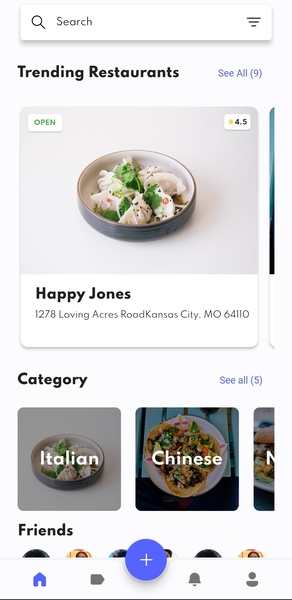 Search
Trending Restaurants
See All (9)
OPEN
4.5
Happy Jones
1278 Loving Acres RoadKansas City, MO 64110
Category
See all (5)
Italian
Chinese
Friends